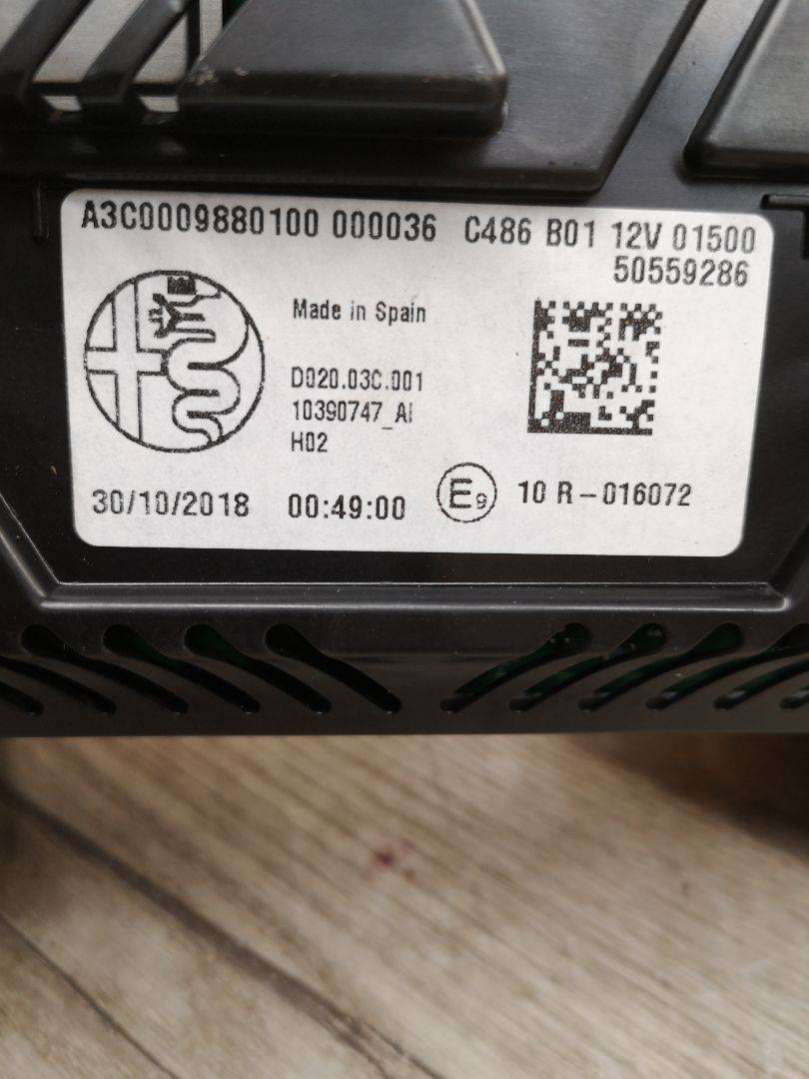 A3C0009880100 000036 C486 B01 12V 01500
50559286
Made in Spain
D020.03C.001
10390747_AI
H02
30/10/2018 00:49:00 E9 10 R-016072